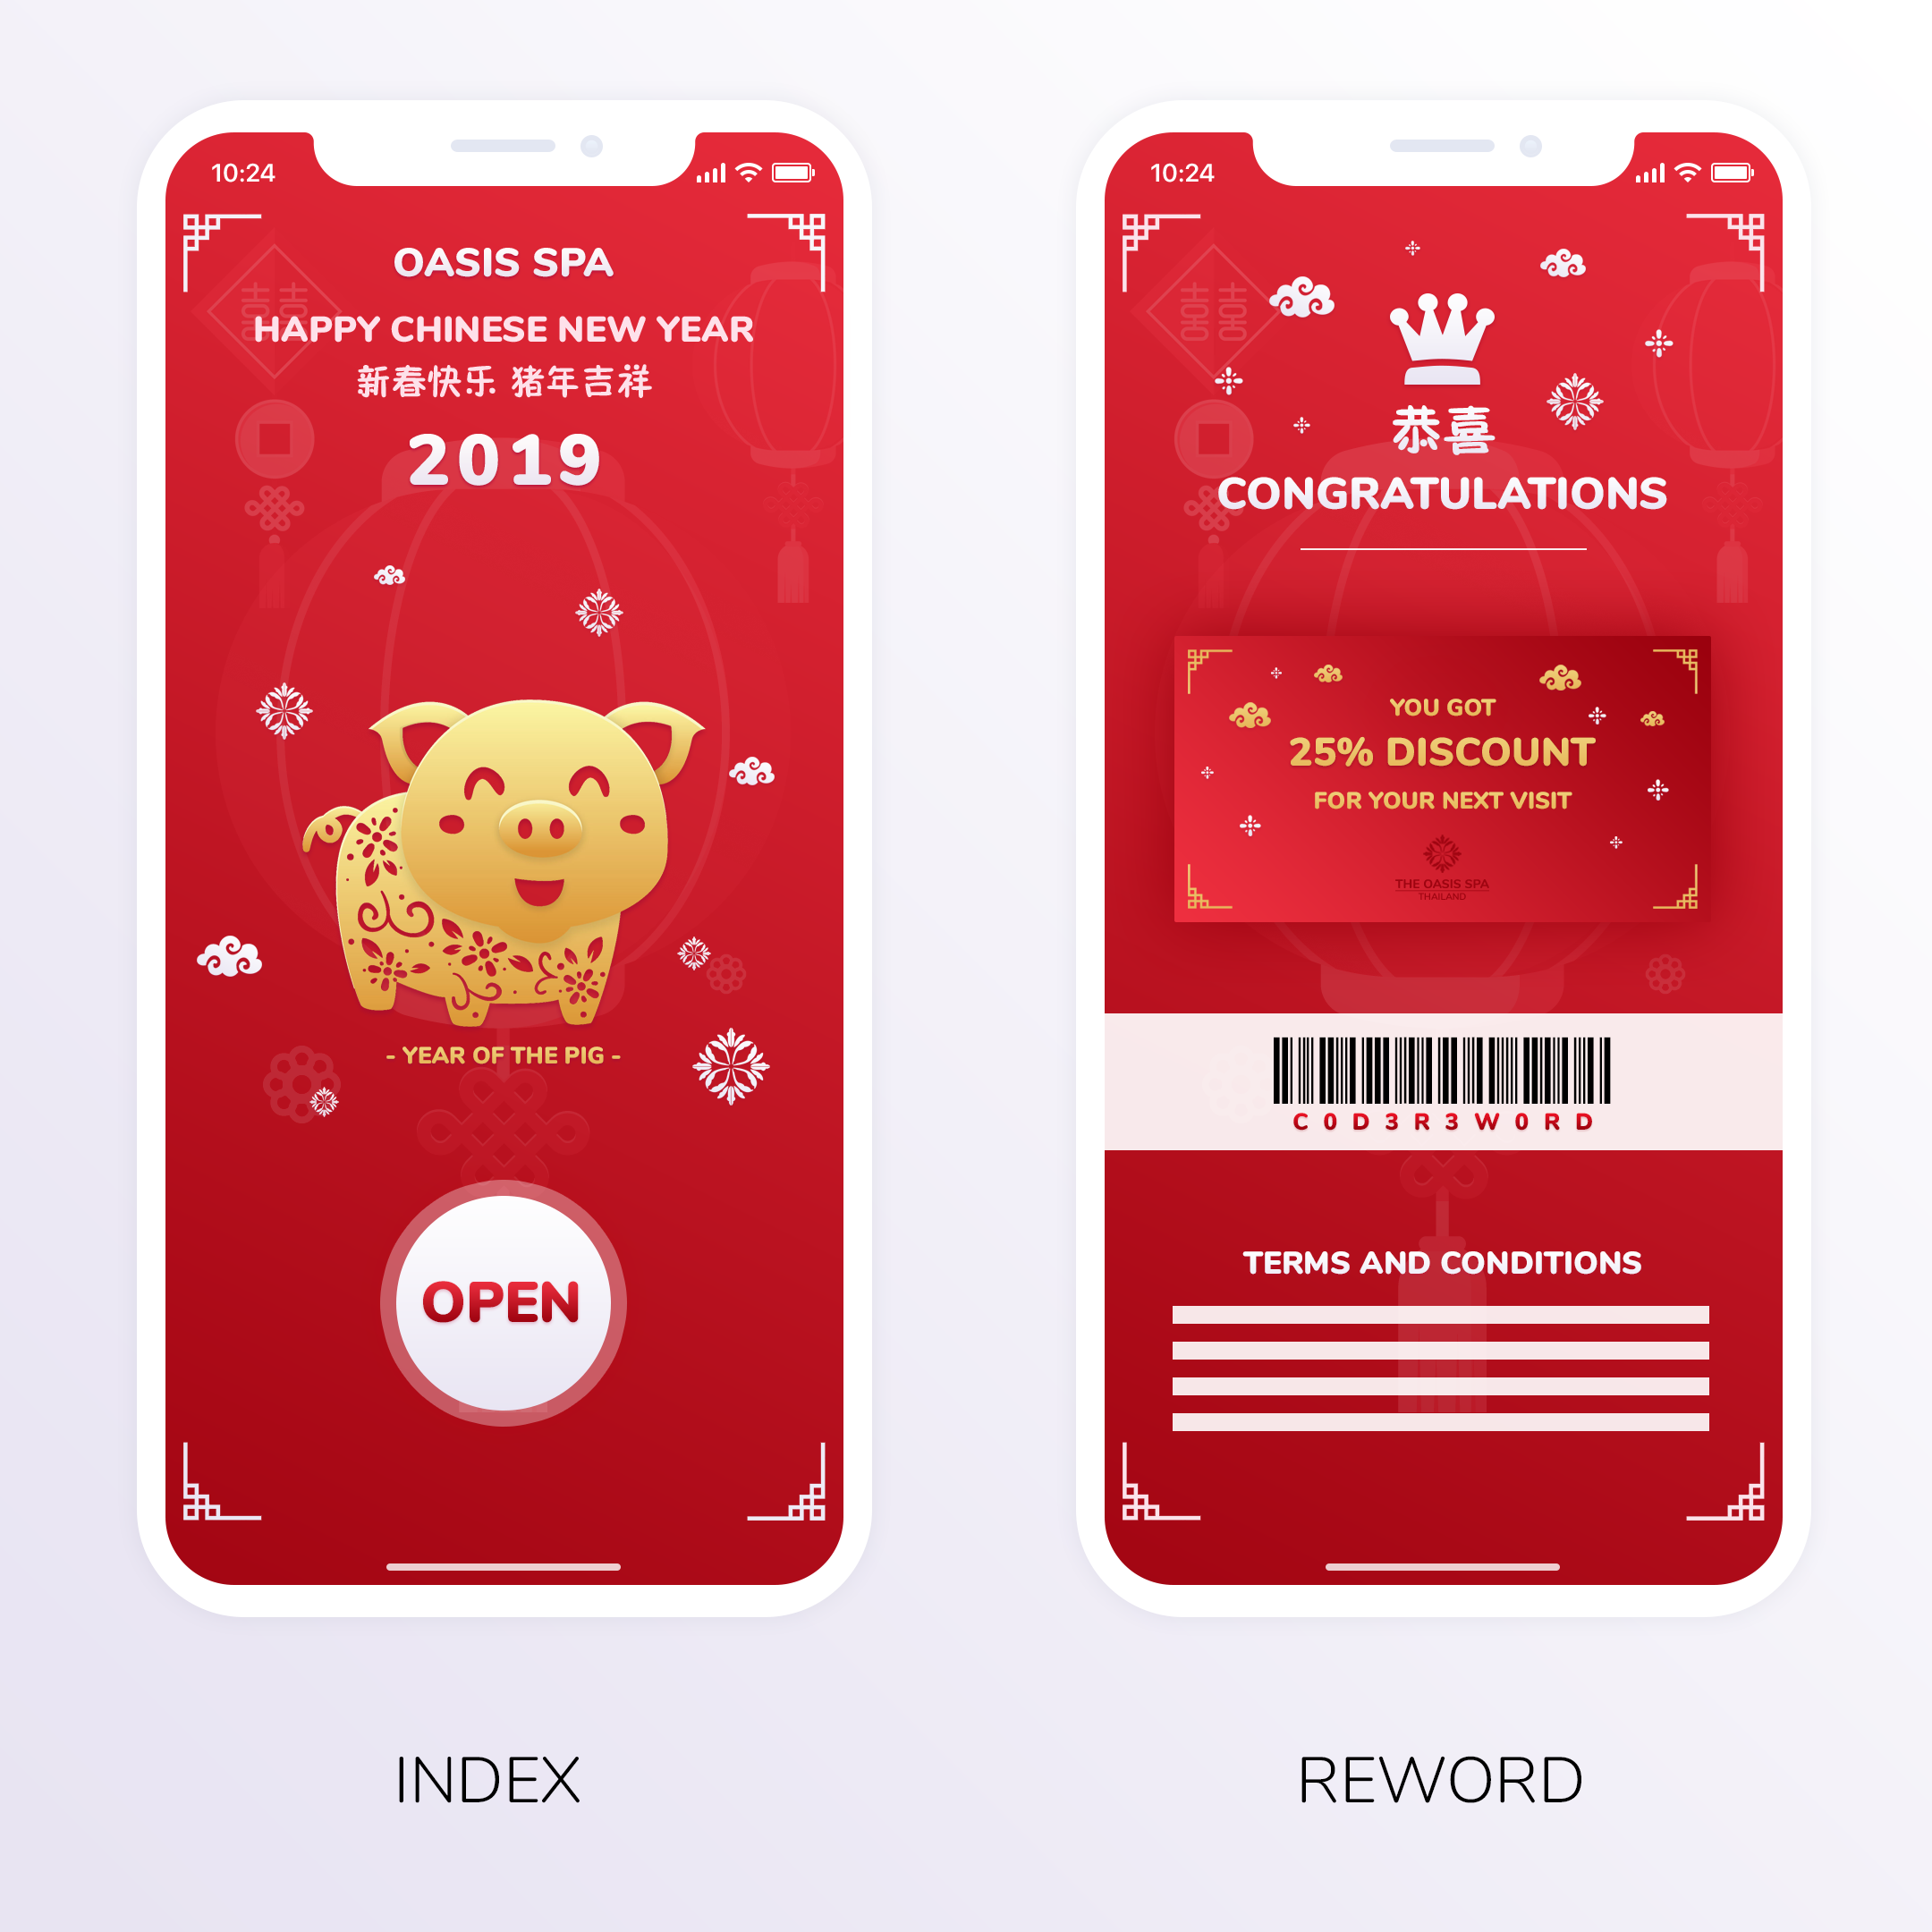 10:24
OASIS SPA
HAPPY CHINESE NEW YEAR
新春快乐 猪年吉祥
2019
- YEAR OF THE PIG -
OPEN
INDEX
10:24
恭喜
CONGRATULATIONS
YOU GOT
25% DISCOUNT
FOR YOUR NEXT VISIT
THE OASIS SPA
THAILAND
C0D3R3W0RD
TERMS AND CONDITIONS
REWORD